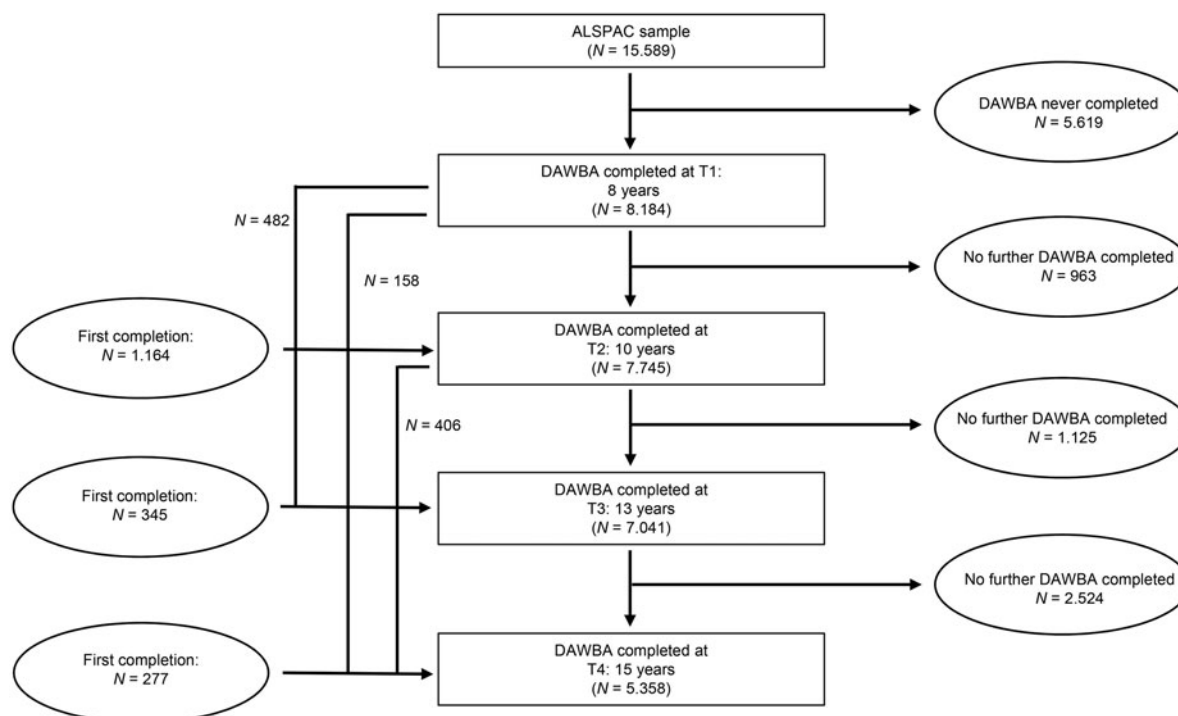 ALSPAC sample
(N = 15.589)
DAWBA never completed
N = 5.619
DAWBA completed at T1:
8 years
(N = 8.184)
N = 482
No further DAWBA completed
N = 963
N = 158
First completion:
N = 1.164
DAWBA completed at
T2: 10 years
(N = 7.745)
No further DAWBA completed
N = 1.125
N = 406
First completion:
N = 345
DAWBA completed at
T3: 13 years
(N = 7.041)
No further DAWBA completed
N = 2.524
First completion:
N = 277
DAWBA completed at
T4: 15 years
(N = 5.358)